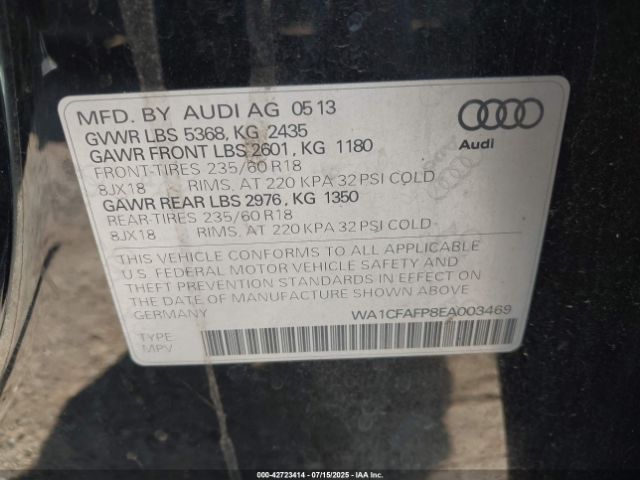 MFD. BY AUDI AG 05 13
GVWR LBS 5368, KG 2435
GAWR FRONT LBS 2601, KG 1180
FRONT-TIRES 235/60 R18
8JX18 RIMS, AT 220 KPA 32 PSI COLD
GAWR REAR LBS 2976, KG 1350
REAR-TIRES 235/60 R18
8JX18 RIMS, AT 220 KPA 32 PSI COLD
Audi
THIS VEHICLE CONFORMS TO ALL APPLICABLE
U.S. FEDERAL MOTOR VEHICLE SAFETY AND
THEFT PREVENTION STANDARDS IN EFFECT ON
THE DATE OF MANUFACTURE SHOWN ABOVE.
WA1CFAFP8EA003469
TYPE
MPV
000-42723414 - 07/15/2025 - IAA Inc.